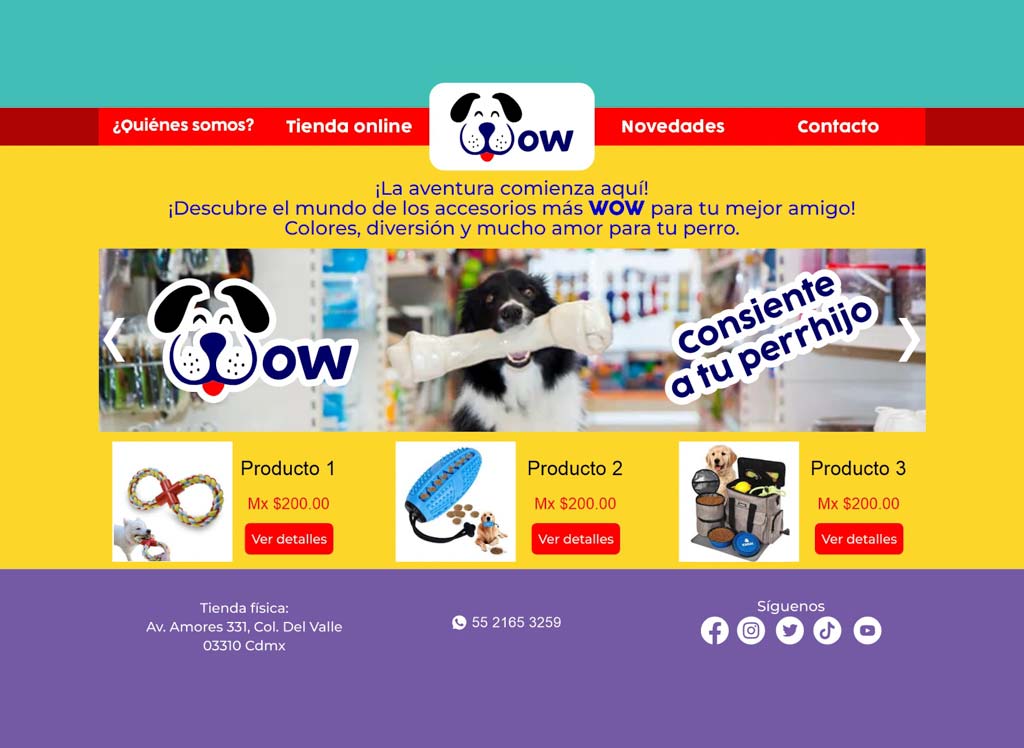 ¿Quiénes somos?
Tienda online
WOW
Novedades
Contacto
¡La aventura comienza aquí!
¡Descubre el mundo de los accesorios más WOW para tu mejor amigo!
Colores, diversión y mucho amor para tu perro.
WOW
Consiente
a tu perrhijo
Producto 1
Mx $200.00
Ver detalles
Producto 2
Mx $200.00
Ver detalles
Producto 3
Mx $200.00
Ver detalles
Tienda física:
Av. Amores 331, Col. Del Valle
03310 Cdmx
55 2165 3259
Síguenos